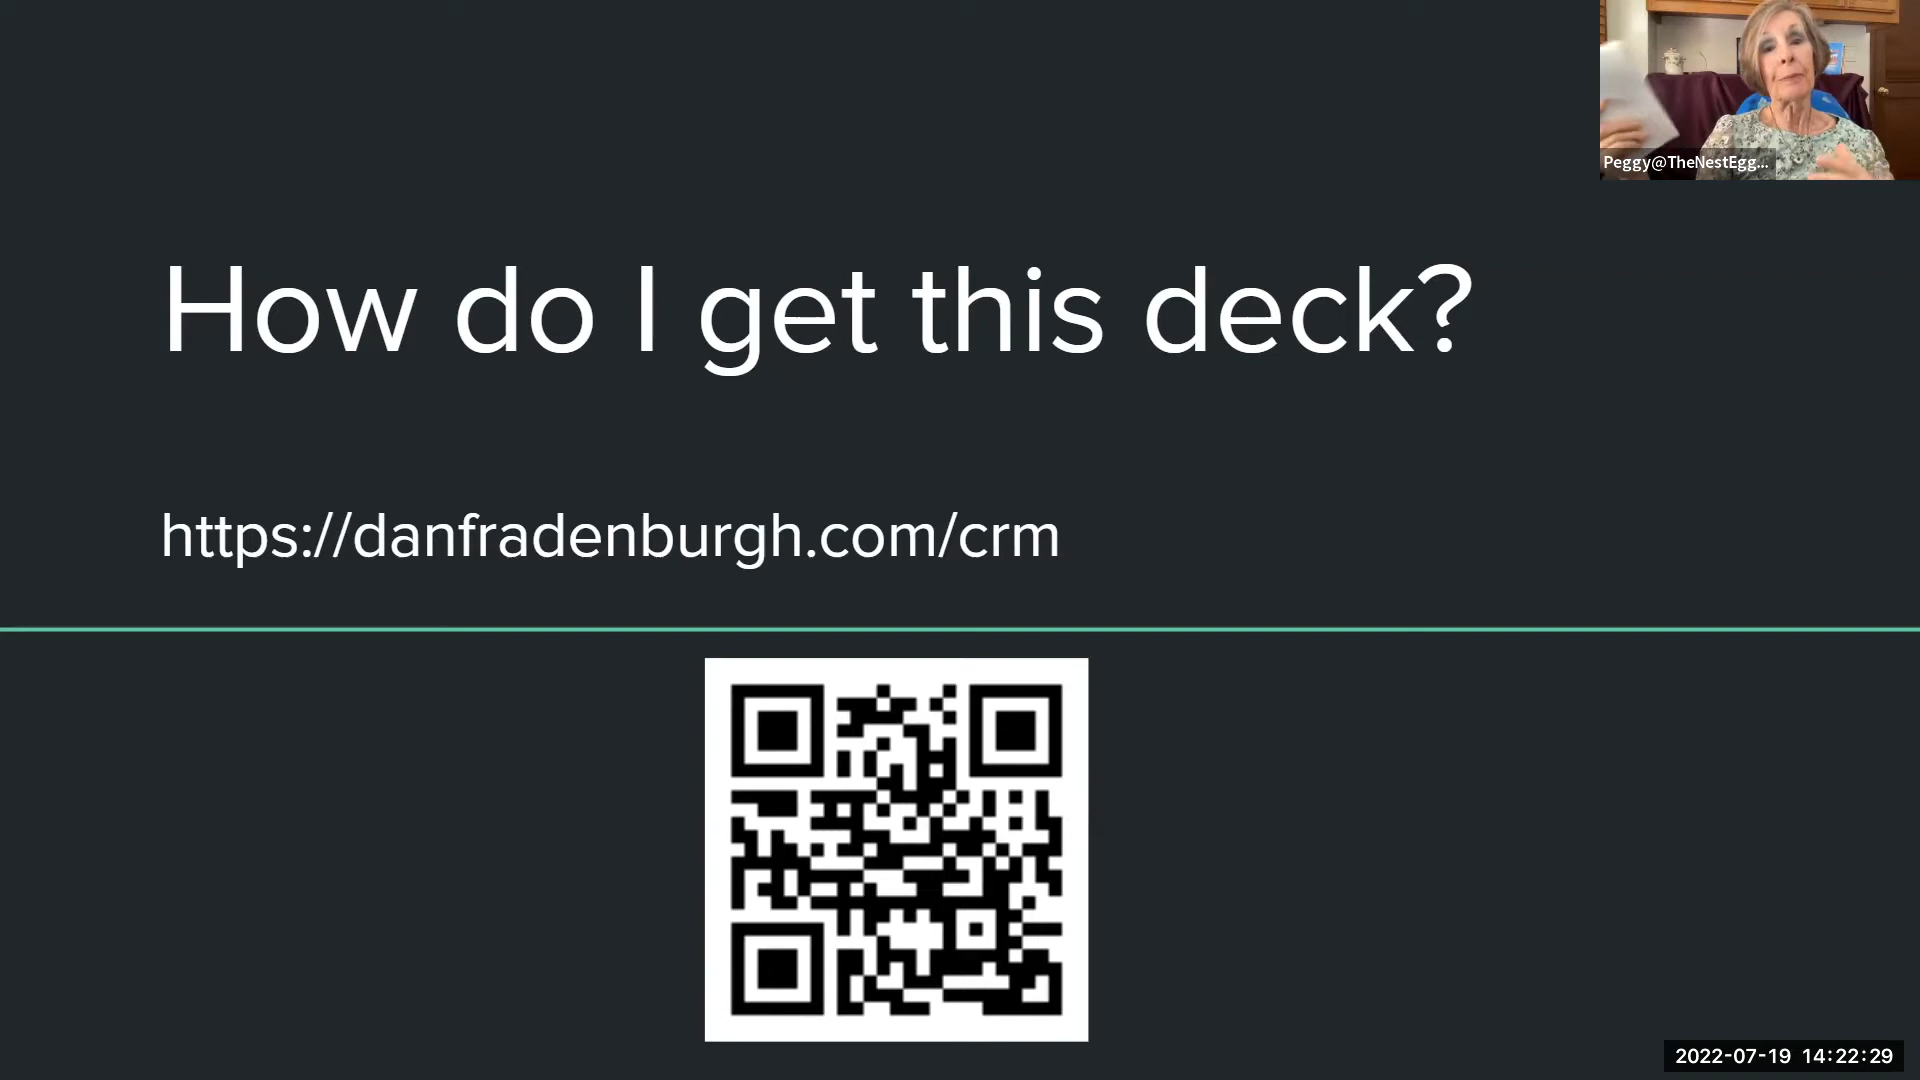 Peggy@TheNestEgg...
How do I get this deck?
https://danfradenburgh.com/crm
2022-07-19 14:22:29